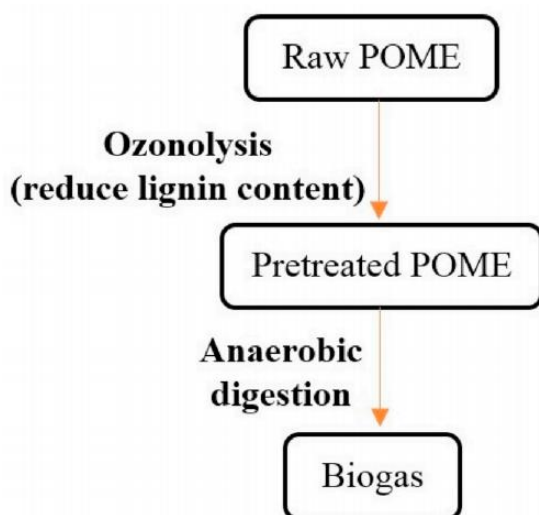 Raw POME
Ozonolysis
(reduce lignin content)
Pretreated POME
Anaerobic
digestion
Biogas